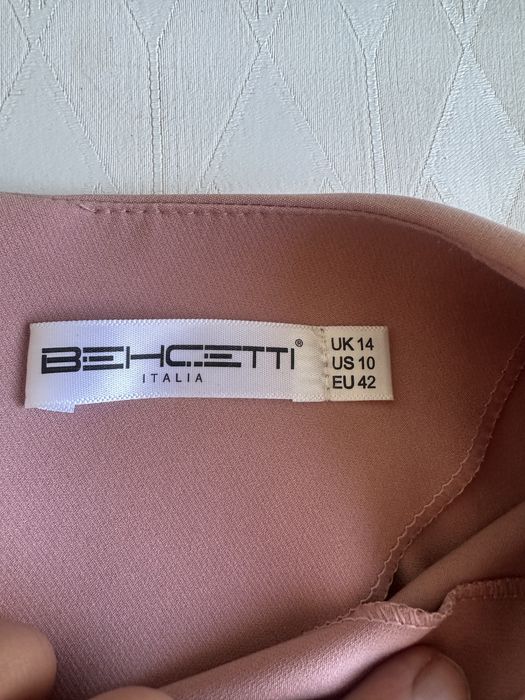 BEHCETTI®
ITALIA
UK 14
US 10
EU 42